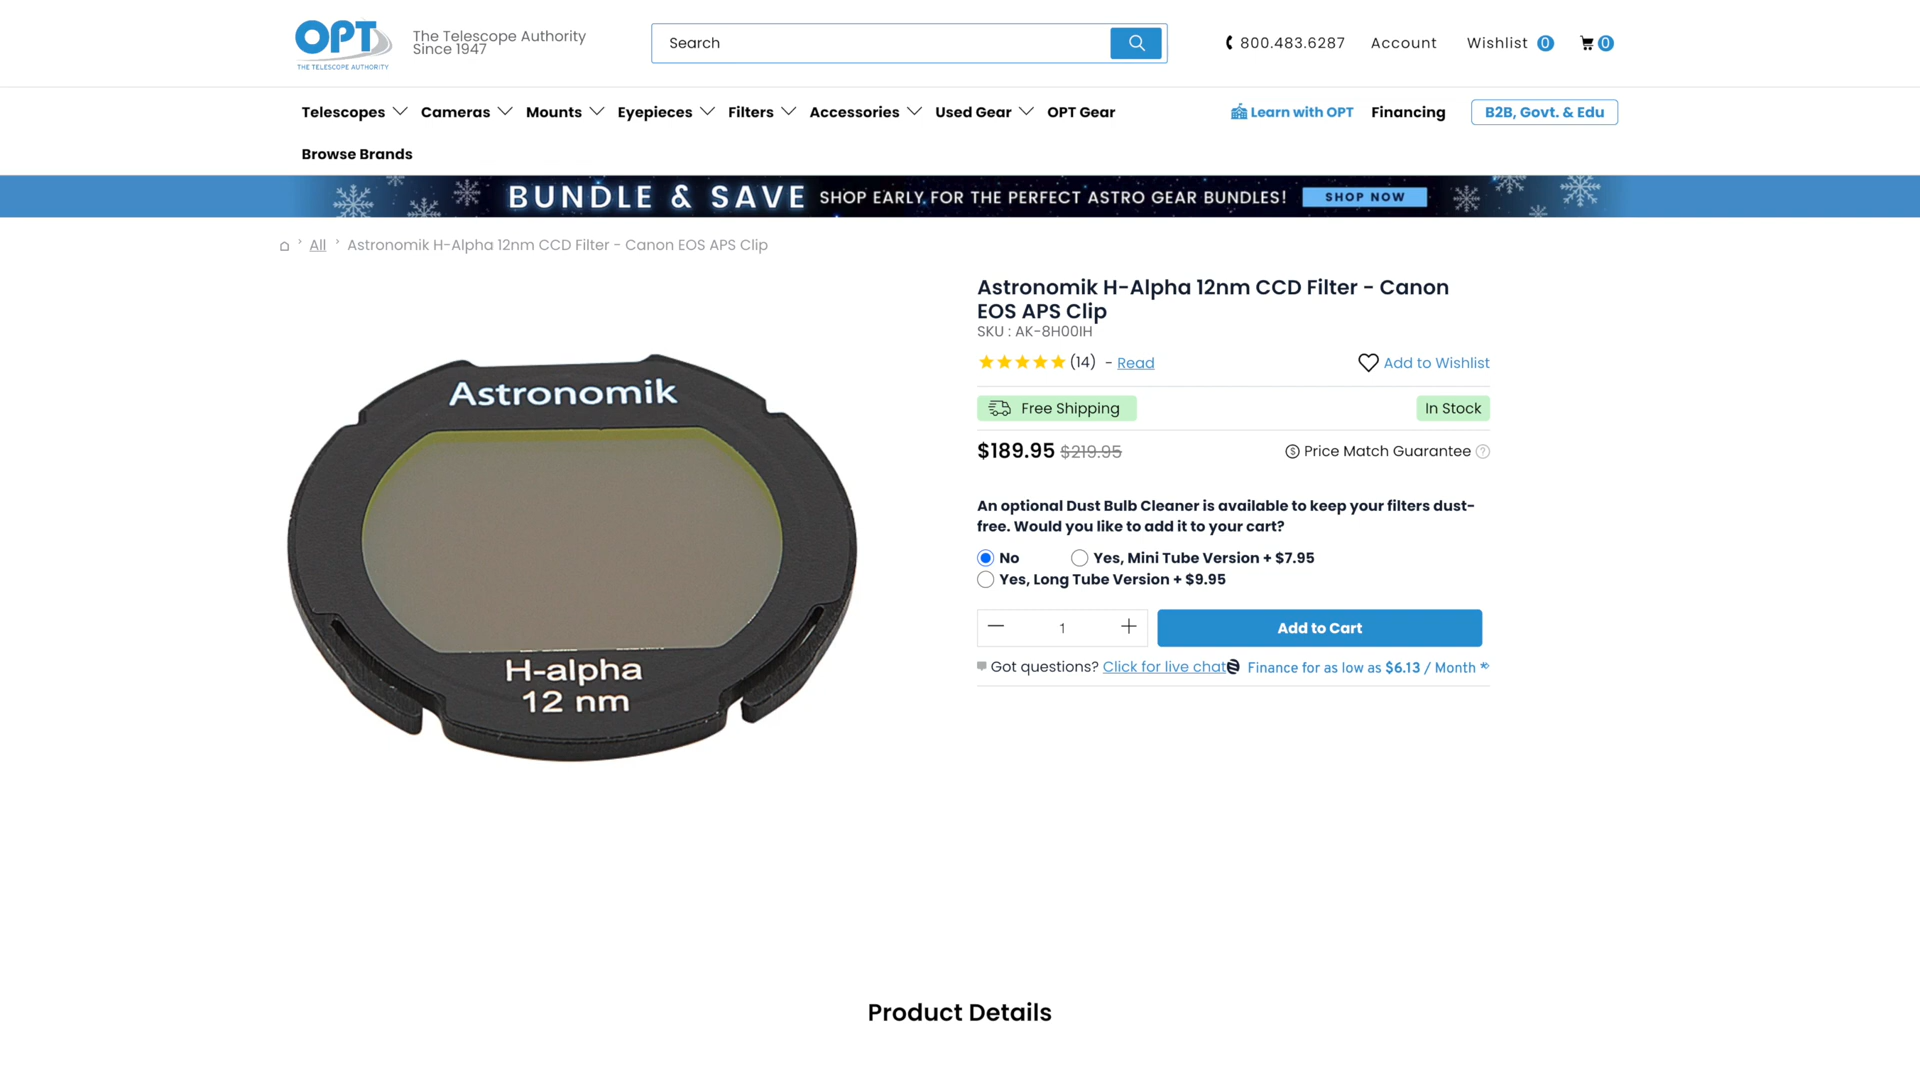 OPT
THE TELESCOPE AUTHORITY
The Telescope Authority
Since 1947
Search
800.483.6287
Account
Wishlist 0
0
Telescopes
Cameras
Mounts
Eyepieces
Filters
Accessories
Used Gear
OPT Gear
Learn with OPT
Financing
B2B, Govt. & Edu
Browse Brands
BUNDLE & SAVE SHOP EARLY FOR THE PERFECT ASTRO GEAR BUNDLES! SHOP NOW
All > Astronomik H-Alpha 12nm CCD Filter - Canon EOS APS Clip
Astronomik
H-alpha
12 nm
Astronomik H-Alpha 12nm CCD Filter - Canon
EOS APS Clip
SKU : AK-8H00IH
(14) - Read
Add to Wishlist
Free Shipping
In Stock
$189.95 $219.95
Price Match Guarantee ?
An optional Dust Bulb Cleaner is available to keep your filters dust-
free. Would you like to add it to your cart?
No
Yes, Mini Tube Version + $7.95
Yes, Long Tube Version + $9.95
— 1 +
Add to Cart
Got questions? Click for live chat
Finance for as low as $6.13 / Month
Product Details